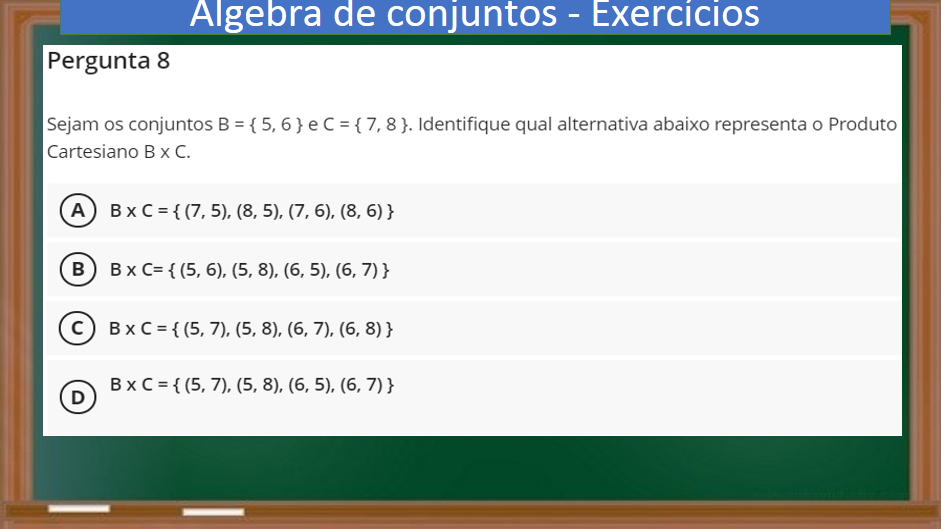 Álgebra de conjuntos - Exercícios
Pergunta 8
Sejam os conjuntos B = { 5, 6 } e C = { 7, 8 }. Identifique qual alternativa abaixo representa o Produto
Cartesiano B x C.
A B x C = { (7, 5), (8, 5), (7, 6), (8, 6) }
B B x C= { (5, 6), (5, 8), (6, 5), (6, 7) }
C B x C = { (5, 7), (5, 8), (6, 7), (6, 8) }
D B x C = { (5, 7), (5, 8), (6, 5), (6, 7) }